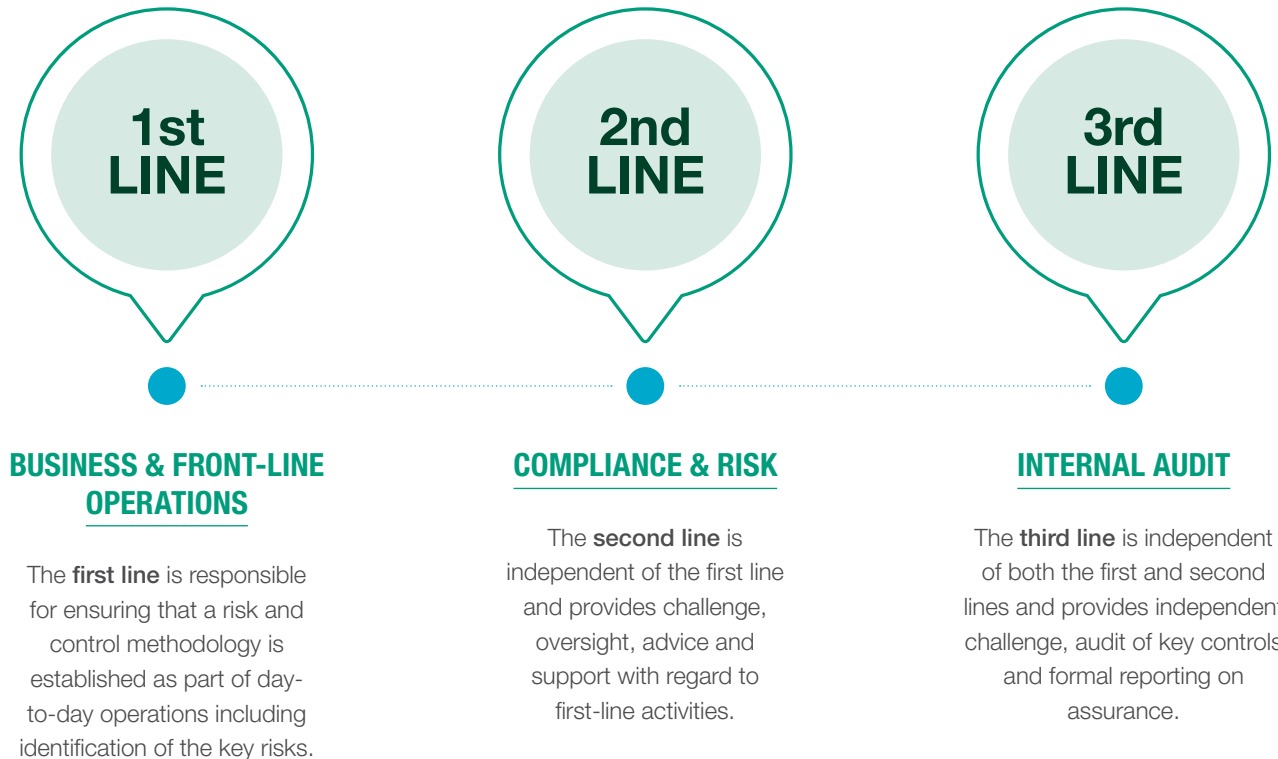 1st
LINE
BUSINESS & FRONT-LINE
OPERATIONS
The first line is responsible
for ensuring that a risk and
control methodology is
established as part of day-
to-day operations including
identification of the key risks.
2nd
LINE
COMPLIANCE & RISK
The second line is
independent of the first line
and provides challenge,
oversight, advice and
support with regard to
first-line activities.
3rd
LINE
INTERNAL AUDIT
The third line is independent
of both the first and second
lines and provides independent
challenge, audit of key controls
and formal reporting on
assurance.